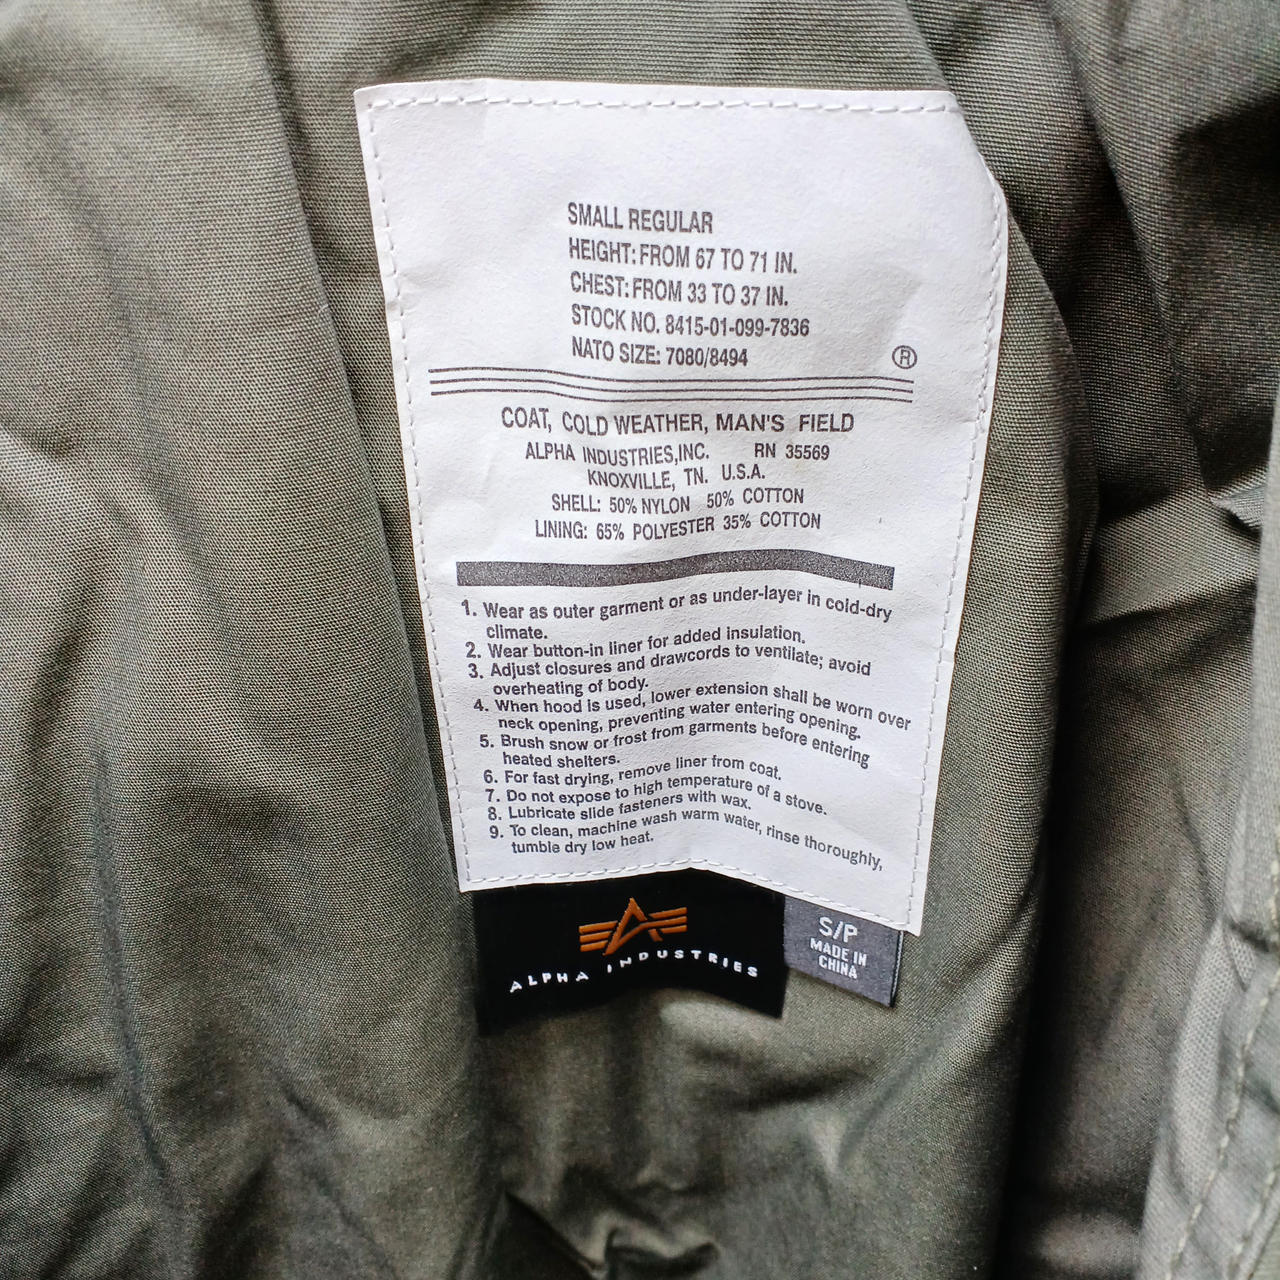 SMALL REGULAR
HEIGHT: FROM 67 TO 71 IN.
CHEST: FROM 33 TO 37 IN.
STOCK NO. 8415-01-099-7836
NATO SIZE: 7080/8494
®
COAT, COLD WEATHER, MAN'S FIELD
ALPHA INDUSTRIES,INC. RN 35569
KNOXVILLE, TN. U.S.A.
SHELL: 50% NYLON 50% COTTON
LINING: 65% POLYESTER 35% COTTON
1. Wear as outer garment or as under-layer in cold-dry
climate.
2. Wear button-in liner for added insulation.
3. Adjust closures and drawcords to ventilate; avoid
overheating of body.
4. When hood is used, lower extension shall be worn over
neck opening, preventing water entering opening.
5. Brush snow or frost from garments before entering
heated shelters.
6. For fast drying, remove liner from coat.
7. Do not expose to high temperature of a stove.
8. Lubricate slide fasteners with wax.
9. To clean, machine wash warm water, rinse thoroughly,
tumble dry low heat.
ALPHA INDUSTRIES
S/P
MADE IN
CHINA